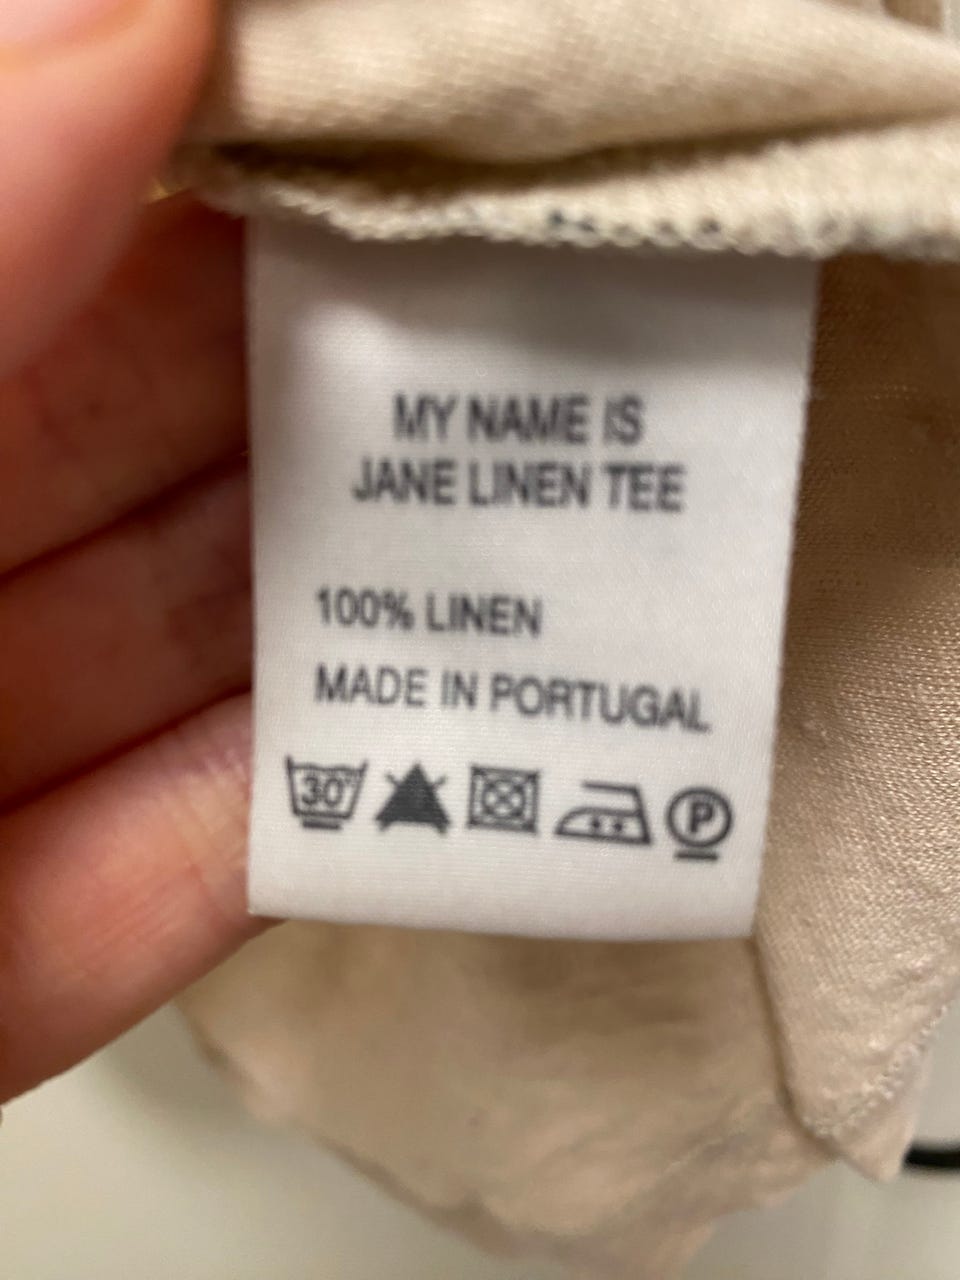 MY NAME IS
JANE LINEN TEE
100% LINEN
MADE IN PORTUGAL
30° P